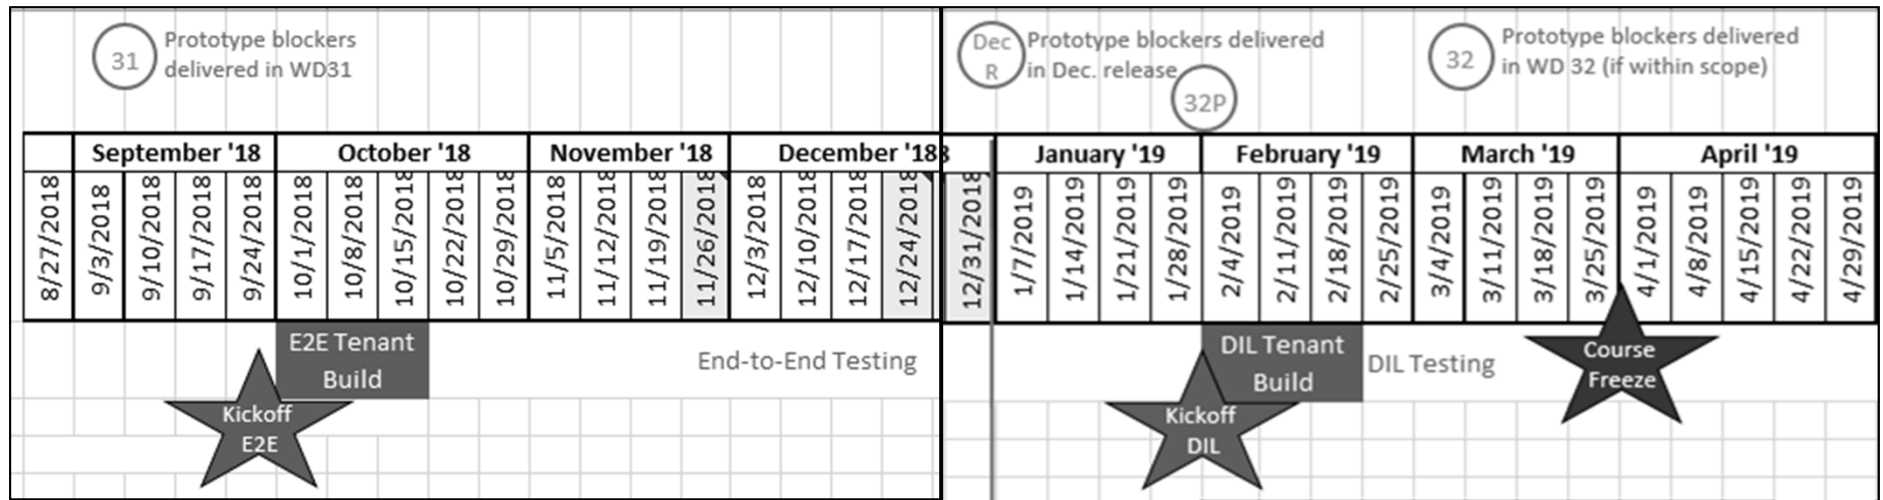 31
Prototype blockers
delivered in WD31
Dec
R
Prototype blockers delivered
in Dec. release
32P
32
Prototype blockers delivered
in WD 32 (if within scope)
September '18
October '18
November '18
December '18
January '19
February '19
March '19
April '19
8/27/2018
9/3/2018
9/10/2018
9/17/2018
9/24/2018
10/1/2018
10/8/2018
10/15/2018
10/22/2018
10/29/2018
11/5/2018
11/12/2018
11/19/2018
11/26/2018
12/3/2018
12/10/2018
12/17/2018
12/24/2018
12/31/2018
1/7/2019
1/14/2019
1/21/2019
1/28/2019
2/4/2019
2/11/2019
2/18/2019
2/25/2019
3/4/2019
3/11/2019
3/18/2019
3/25/2019
4/1/2019
4/8/2019
4/15/2019
4/22/2019
4/29/2019
E2E Tenant
Build
Kickoff
E2E
End-to-End Testing
DIL Tenant
Build
Kickoff
DIL
DIL Testing
Course
Freeze